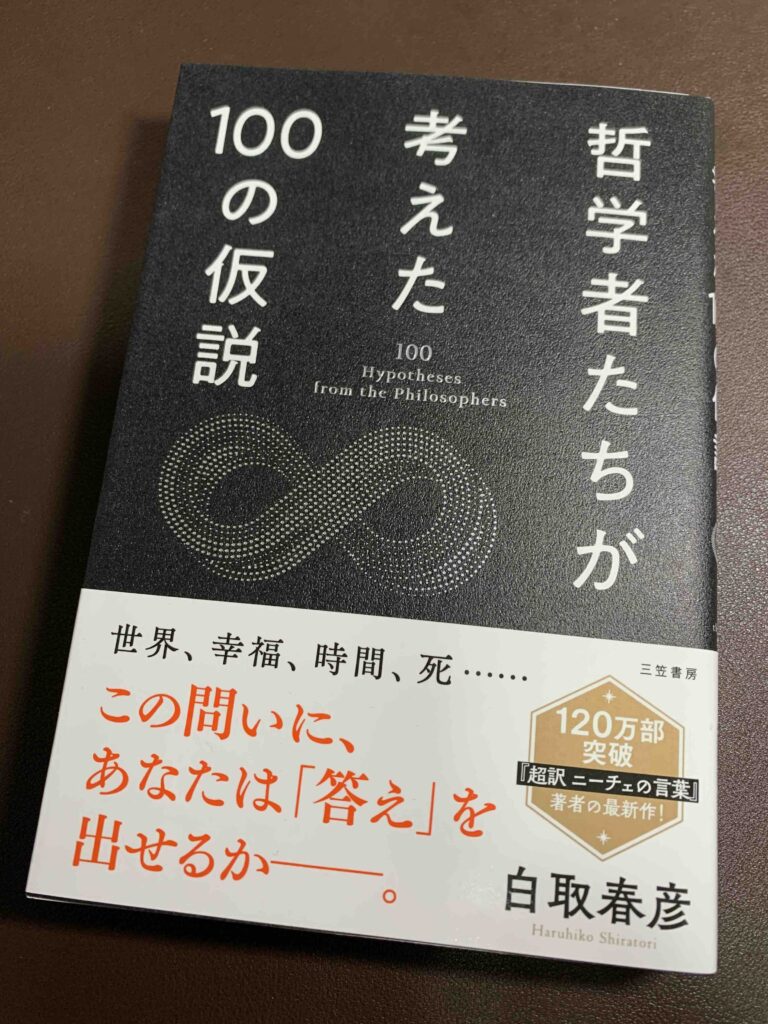 哲学者たちが
考えた
100の仮説
100
Hypotheses
from the Philosophers
世界、幸福、時間、死……
この問いに、
あなたは「答え」を
出せるか――。
三笠書房
120万部
突破
『超訳 ニーチェの言葉』
著者の最新作!
白取春彦
Haruhiko Shiratori